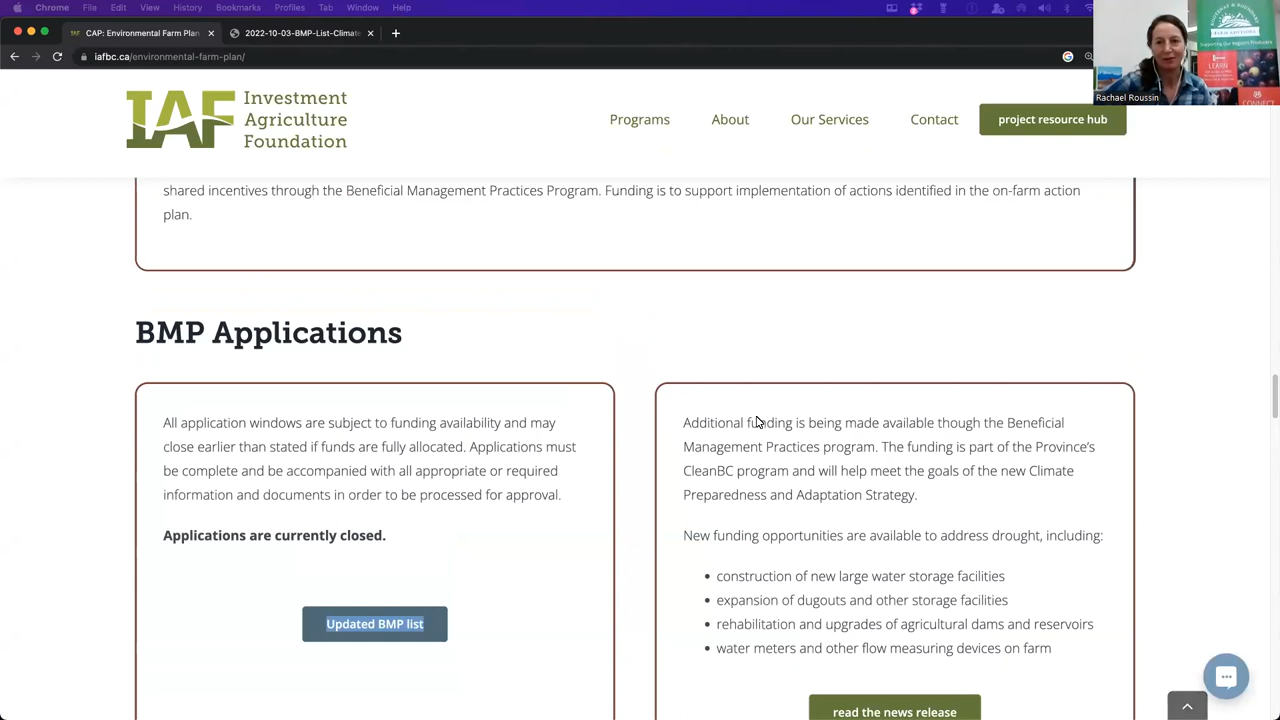 Chrome File Edit View History Bookmarks Profiles Tab Window Help
CAP: Environmental Farm Plan
2022-10-03-BMP-List-Climate
iafbc.ca/environmental-farm-plan/
Rachael Roussin
FARM ADVISORS
Supporting Our Region's Producers
LEARN
CONNECT
IAF Investment
Agriculture
Foundation
Programs About Our Services Contact project resource hub
shared incentives through the Beneficial Management Practices Program. Funding is to support implementation of actions identified in the on-farm action
plan.
BMP Applications
All application windows are subject to funding availability and may
close earlier than stated if funds are fully allocated. Applications must
be complete and be accompanied with all appropriate or required
information and documents in order to be processed for approval.
Applications are currently closed.
Updated BMP list
Additional funding is being made available though the Beneficial
Management Practices program. The funding is part of the Province's
CleanBC program and will help meet the goals of the new Climate
Preparedness and Adaptation Strategy.
New funding opportunities are available to address drought, including:
• construction of new large water storage facilities
• expansion of dugouts and other storage facilities
• rehabilitation and upgrades of agricultural dams and reservoirs
• water meters and other flow measuring devices on farm
read the news release